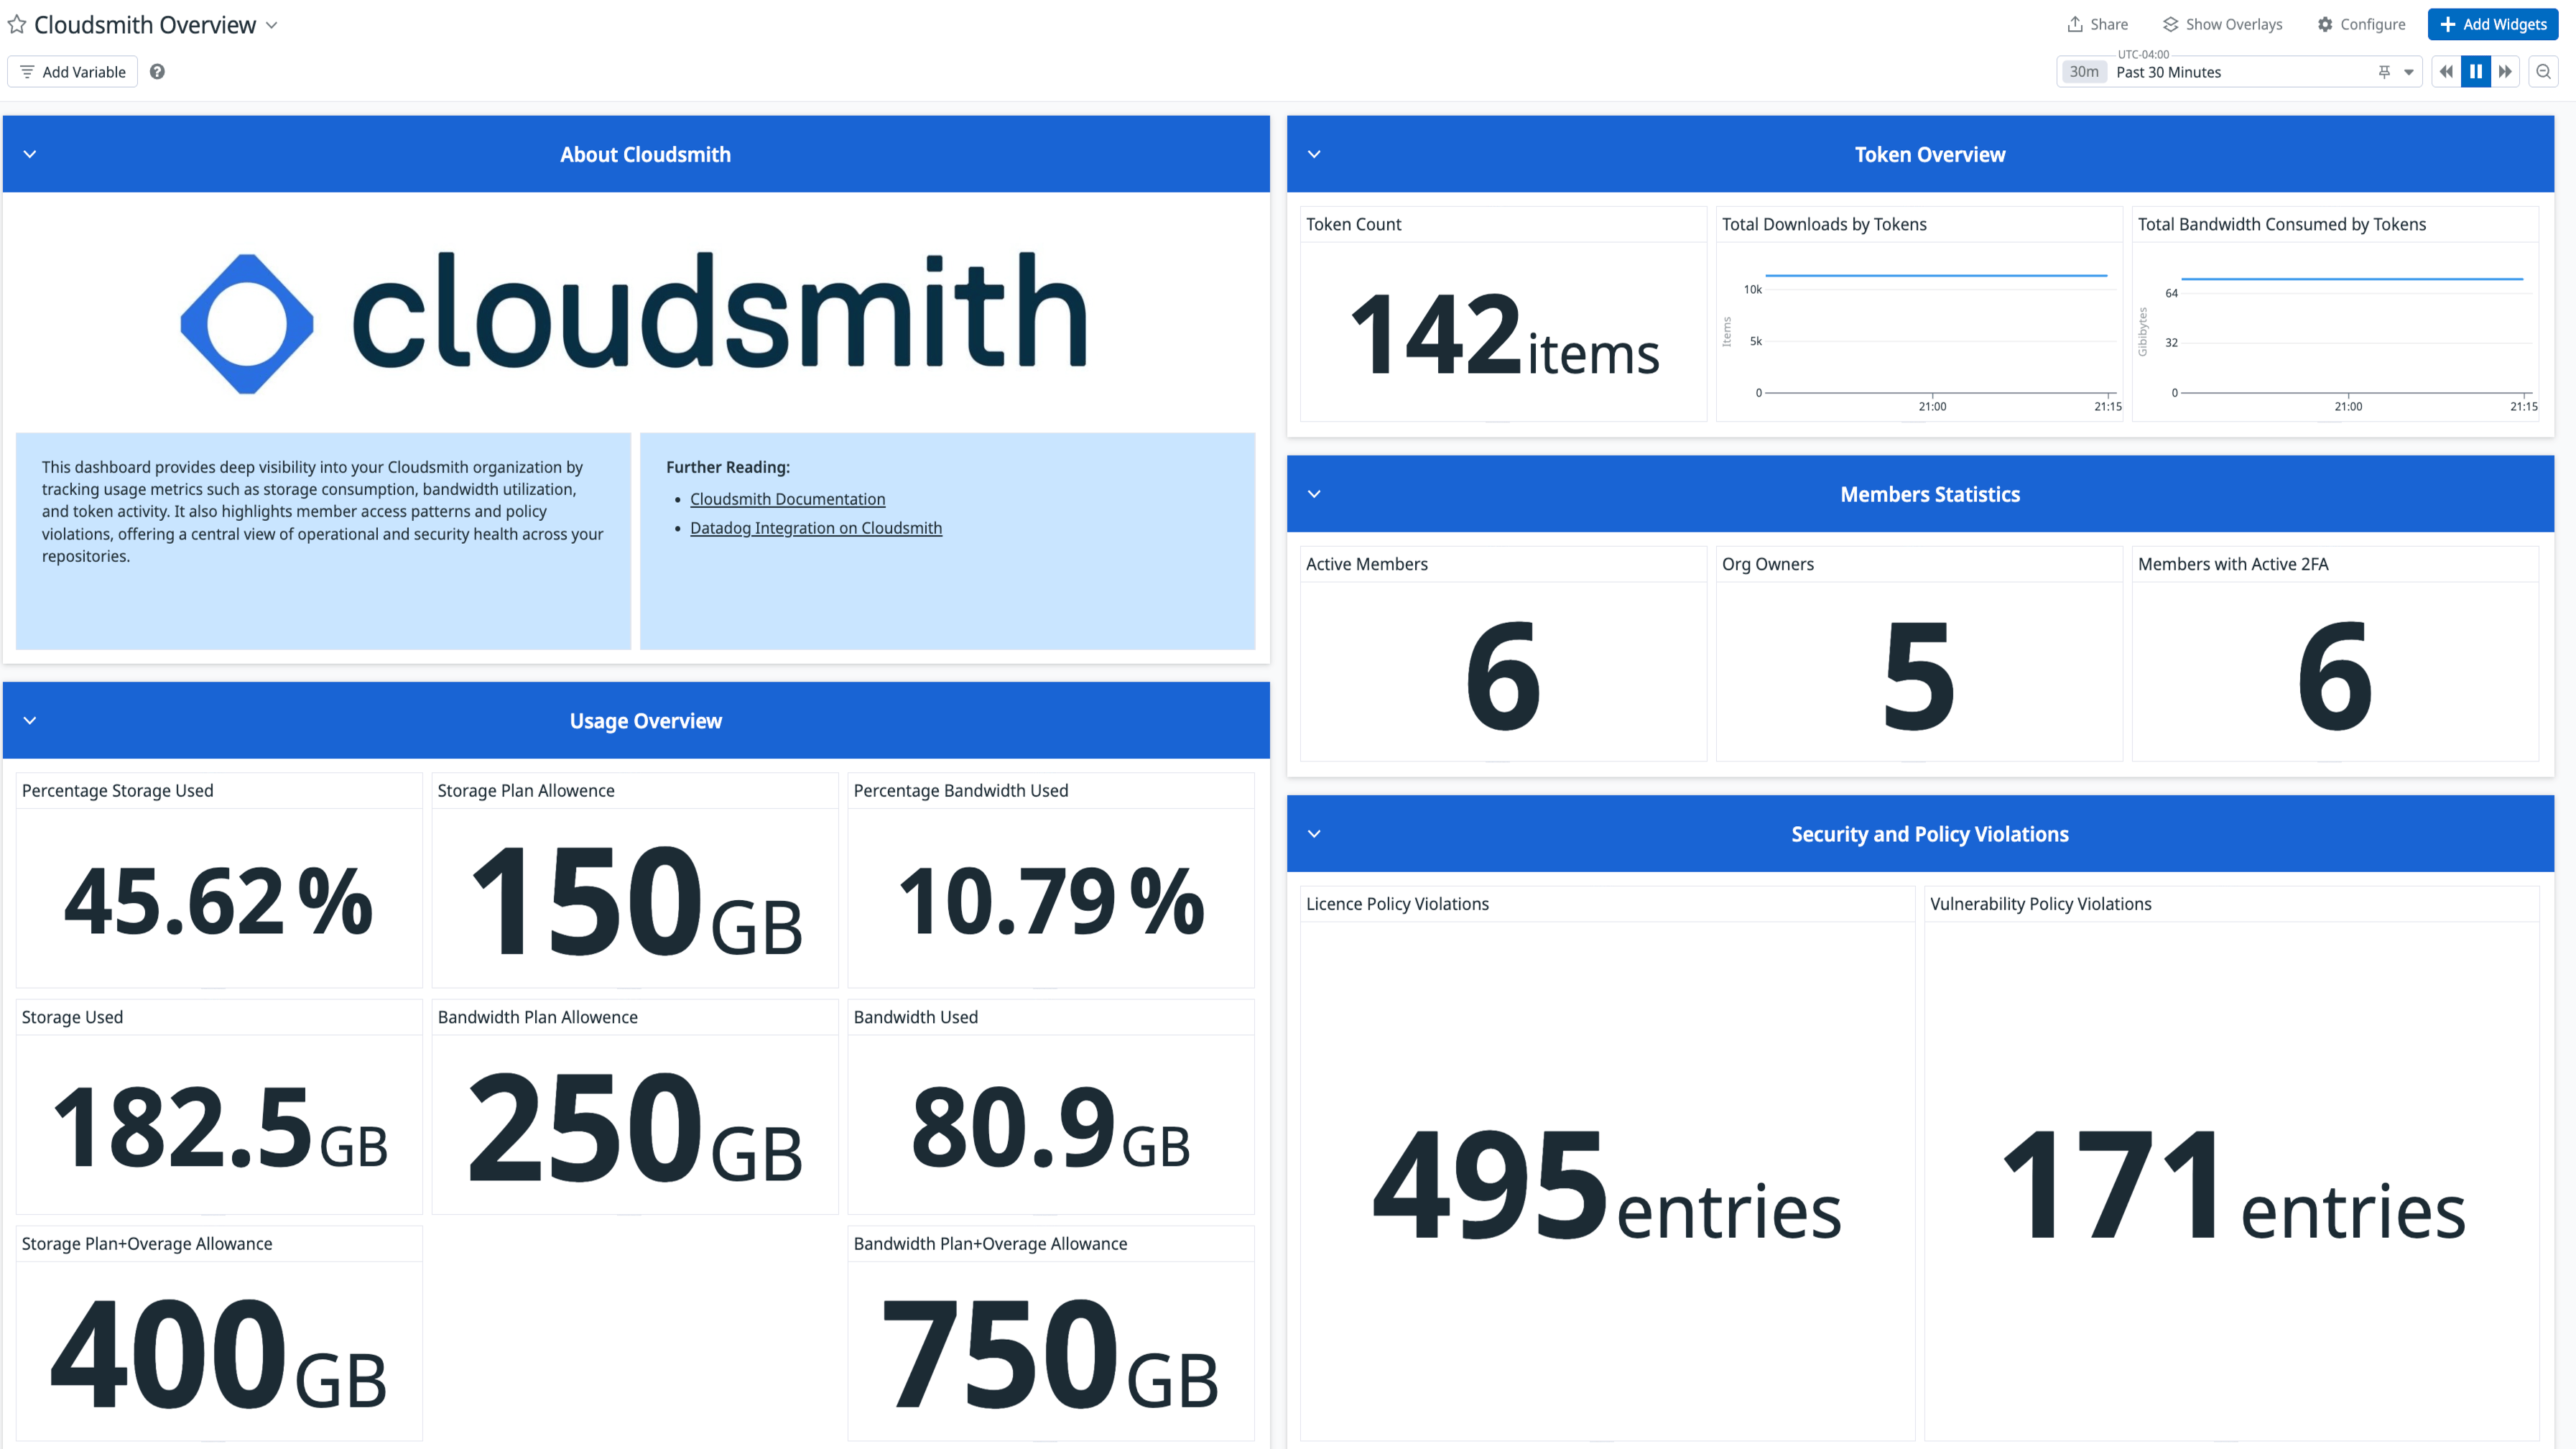 Cloudsmith Overview
Share
Show Overlays
Configure
Add Widgets
Add Variable
UTC-04:00
30m
Past 30 Minutes
About Cloudsmith
cloudsmith
This dashboard provides deep visibility into your Cloudsmith organization by
tracking usage metrics such as storage consumption, bandwidth utilization,
and token activity. It also highlights member access patterns and policy
violations, offering a central view of operational and security health across your
repositories.
Further Reading:
Cloudsmith Documentation
Datadog Integration on Cloudsmith
Usage Overview
Percentage Storage Used
45.62 %
Storage Plan Allowence
150 GB
Percentage Bandwidth Used
10.79 %
Storage Used
182.5 GB
Bandwidth Plan Allowence
250 GB
Bandwidth Used
80.9 GB
Storage Plan+Overage Allowance
400 GB
Bandwidth Plan+Overage Allowance
750 GB
Token Overview
Token Count
142 items
Total Downloads by Tokens
Items
10k
5k
0
21:00
21:15
Total Bandwidth Consumed by Tokens
Gibibytes
64
32
0
21:00
21:15
Members Statistics
Active Members
6
Org Owners
5
Members with Active 2FA
6
Security and Policy Violations
Licence Policy Violations
495 entries
Vulnerability Policy Violations
171 entries